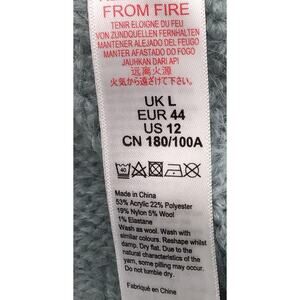 FROM FIRE
TENIR ELOIGNE DU FEU
VON ZUNDQUELLEN FERNHALTEN
MANTENER ALEJADO DEL FEUGO
MANTER AFASTADO DO FOGO
JAUHKAN DARI API
远离火源
火気から遠ざけて下さい。
UK L
EUR 44
US 12
CN 180/100A
40
Made in China
53% Acrylic 22% Polyester
19% Nylon 5% Wool
1% Elastane
Wash as wool. Wash with
similar colours. Reshape whilst
damp. Dry flat. Due to the
natural characteristics of the
yarn, some pilling may occur.
Do not tumble dry.
Fabriqué en Chine